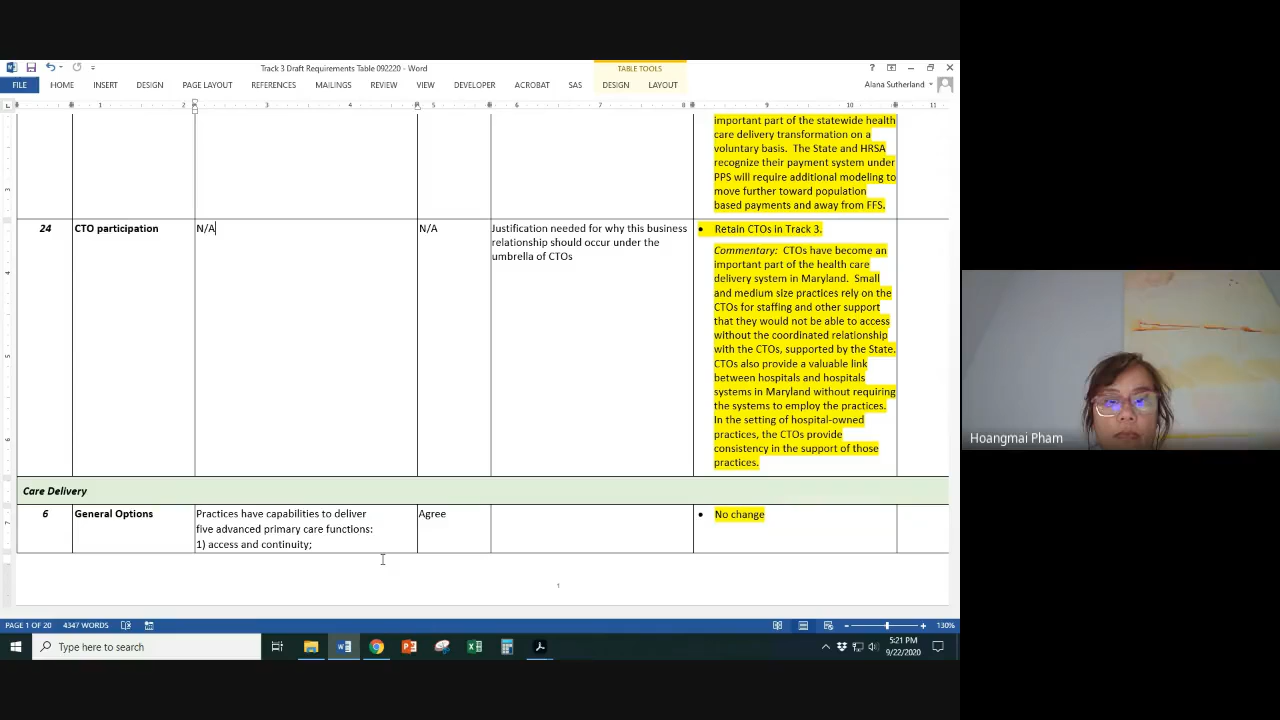 Track 3 Draft Requirements Table 092220 - Word
TABLE TOOLS
FILE HOME INSERT DESIGN PAGE LAYOUT REFERENCES MAILINGS REVIEW VIEW DEVELOPER ACROBAT SAS DESIGN LAYOUT
Alana Sutherland
2 3 4 5 6 7 8 9 10 11
important part of the statewide health
care delivery transformation on a
voluntary basis. The State and HRSA
recognize their payment system under
PPS will require additional modeling to
move further toward population
based payments and away from FFS.
24
CTO participation
N/A
N/A
Justification needed for why this business
relationship should occur under the
umbrella of CTOs
• Retain CTOs in Track 3.
Commentary: CTOs have become an
important part of the health care
delivery system in Maryland. Small
and medium size practices rely on the
CTOs for staffing and other support
that they would not be able to access
without the coordinated relationship
with the CTOs, supported by the State.
CTOs also provide a valuable link
between hospitals and hospitals
systems in Maryland without requiring
the systems to employ the practices.
In the setting of hospital-owned
practices, the CTOs provide
consistency in the support of those
practices.
Care Delivery
6
General Options
Practices have capabilities to deliver
five advanced primary care functions:
1) access and continuity;
Agree
• No change
1
PAGE 1 OF 20 4347 WORDS
130%
Type here to search
5:21 PM
9/22/2020
Hoangmai Pham